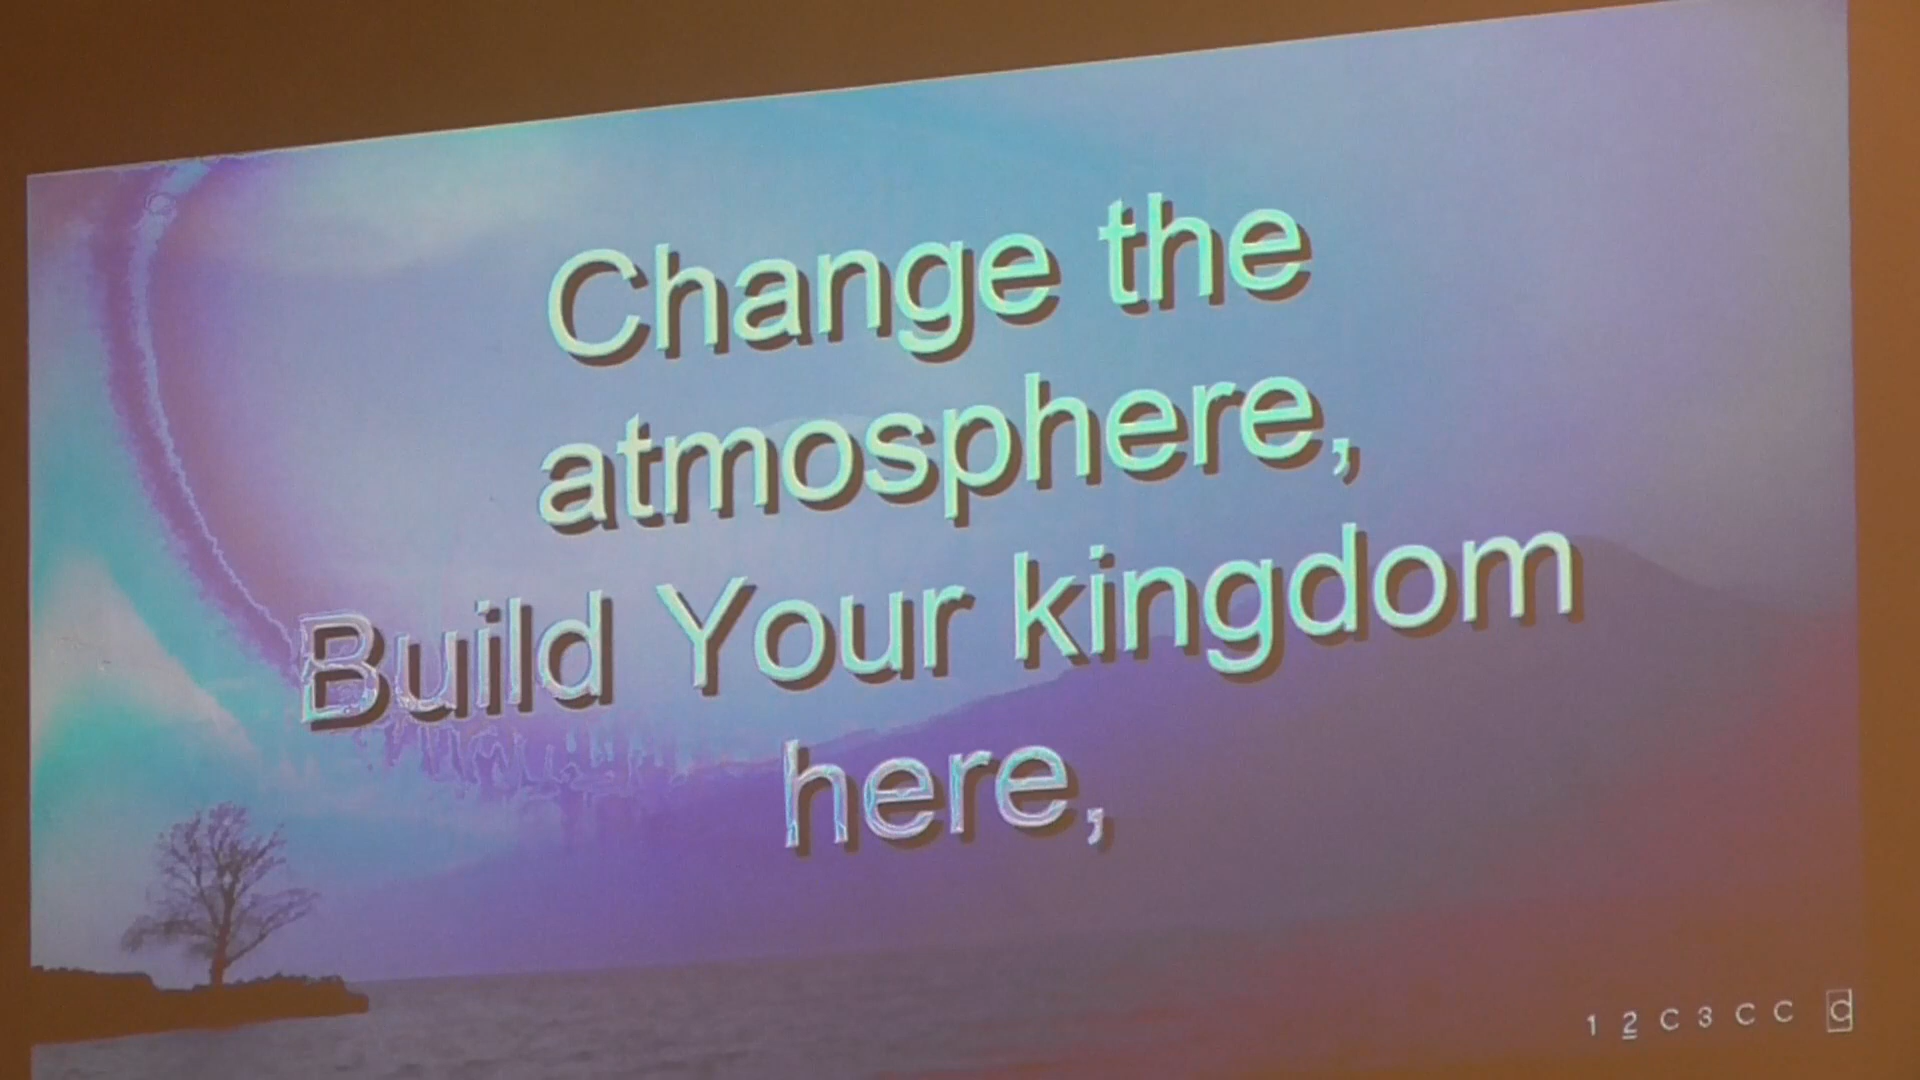 Change the
atmosphere,
Build Your kingdom
here,
1 2 C 3 C C C